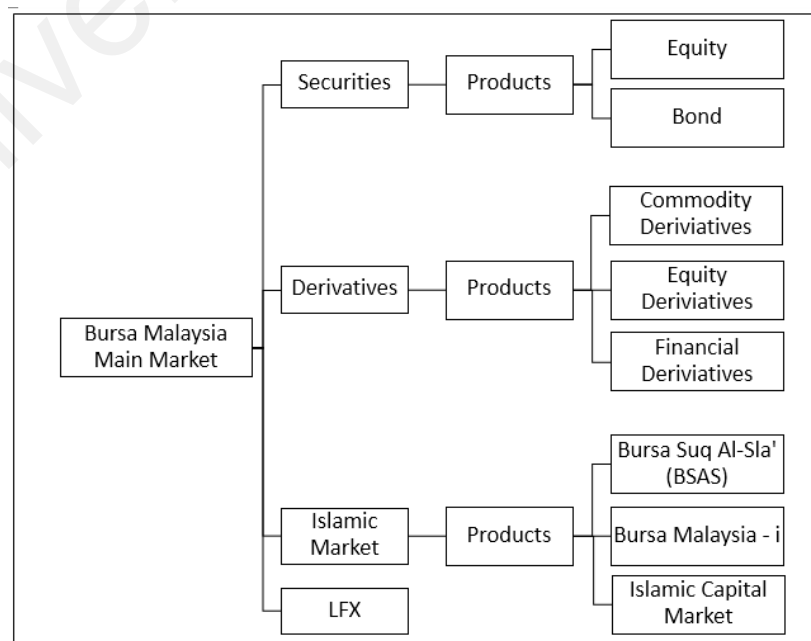 Equity
Securities
Products
Bond
Commodity
Deriviatives
Derivatives
Products
Equity
Deriviatives
Financial
Deriviatives
Bursa Malaysia
Main Market
Bursa Suq Al-Sla'
(BSAS)
Islamic
Market
Products
Bursa Malaysia - i
Islamic Capital
Market
LFX